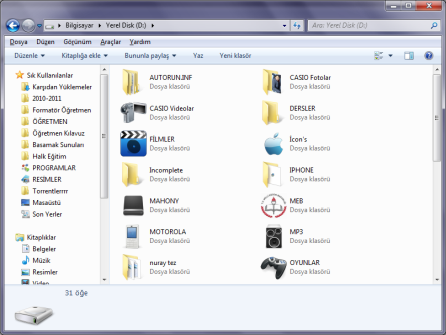 Bilgisayar ▸ Yerel Disk (D:) ▸
Ara: Yerel Disk (D:)
Dosya Düzen Görünüm Araçlar Yardım
Düzenle Kitaplığa ekle Bununla paylaş Yaz Yeni klasör
Sık Kullanılanlar
Karşıdan Yüklemeler
2010-2011
Formatör Öğretmen
ÖĞRETMEN
Öğretmen Kılavuz
Basamak Sunuları
Halk Eğitim
PROGRAMLAR
RESİMLER
Torrentlerrrr
Masaüstü
Son Yerler
Kitaplıklar
Belgeler
Müzik
Resimler
Video
AUTORUN.INF
Dosya klasörü
CASIO Fotolar
Dosya klasörü
CASIO Videolar
Dosya klasörü
DERSLER
Dosya klasörü
FİLMLER
Dosya klasörü
İcon's
Dosya klasörü
Incomplete
Dosya klasörü
IPHONE
Dosya klasörü
MAHONY
Dosya klasörü
MEB
Dosya klasörü
MOTOROLA
Dosya klasörü
MP3
Dosya klasörü
nuray tez
Dosya klasörü
OYUNLAR
Dosya klasörü
31 öğe